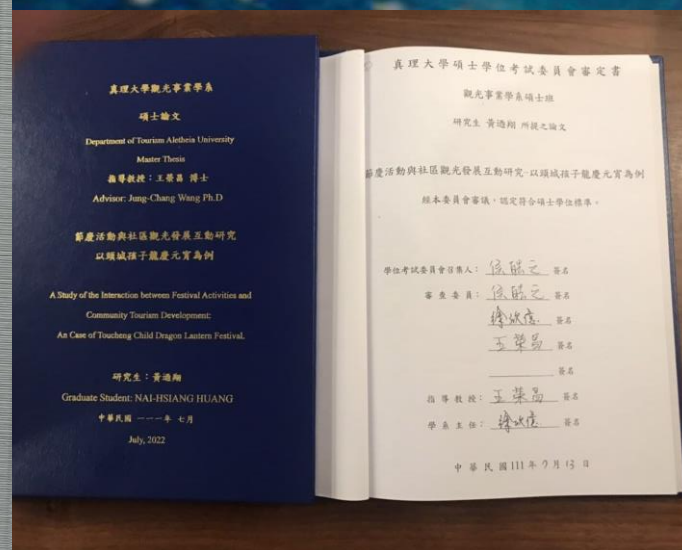 真理大學觀光事業學系
碩士論文
Department of Tourism Aletheia University
Master Thesis
指導教授：王榮昌 博士
Advisor: Jung-Chang Wang Ph.D
節慶活動與社區觀光發展互動研究
以頭城孩子龍慶元宵為例
A Study of the Interaction between Festival Activities and
Community Tourism Development:
An Case of Toucheng Child Dragon Lantern Festival.
研究生：黃迺翔
Graduate Student: NAI-HSIANG HUANG
中華民國 一一一年 七月
July, 2022
真理大學碩士學位考試委員會審定書
觀光事業學系碩士班
研究生 黃迺翔 所提之論文
節慶活動與社區觀光發展互動研究-以頭城孩子龍慶元宵為例
經本委員會審議，認定符合碩士學位標準。
學位考試委員會召集人： 簽名
審查委員： 簽名
簽名
王榮昌 簽名
簽名
指導教授：王榮昌 簽名
學系主任： 簽名
中華民國111年7月13日